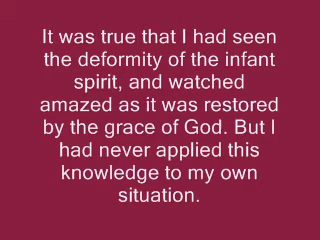 It was true that I had seen
the deformity of the infant
spirit, and watched
amazed as it was restored
by the grace of God. But I
had never applied this
knowledge to my own
situation.